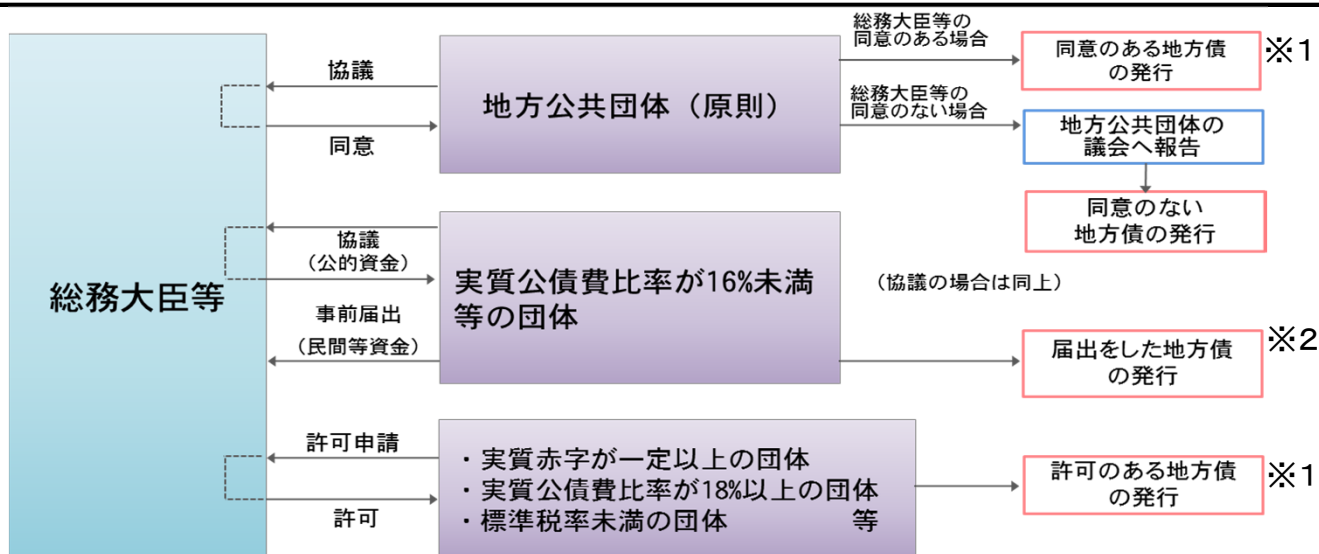 総務大臣等
協議
同意
地方公共団体（原則）
総務大臣等の
同意のある場合
同意のある地方債
の発行
※１
総務大臣等の
同意のない場合
地方公共団体の
議会へ報告
同意のない
地方債の発行
協議
（公的資金）
事前届出
（民間等資金）
実質公債費比率が16%未満
等の団体
（協議の場合は同上）
届出をした地方債
の発行
※２
許可申請
許可
・実質赤字が一定以上の団体
・実質公債費比率が18%以上の団体
・標準税率未満の団体　　　　等
許可のある地方債
の発行
※１